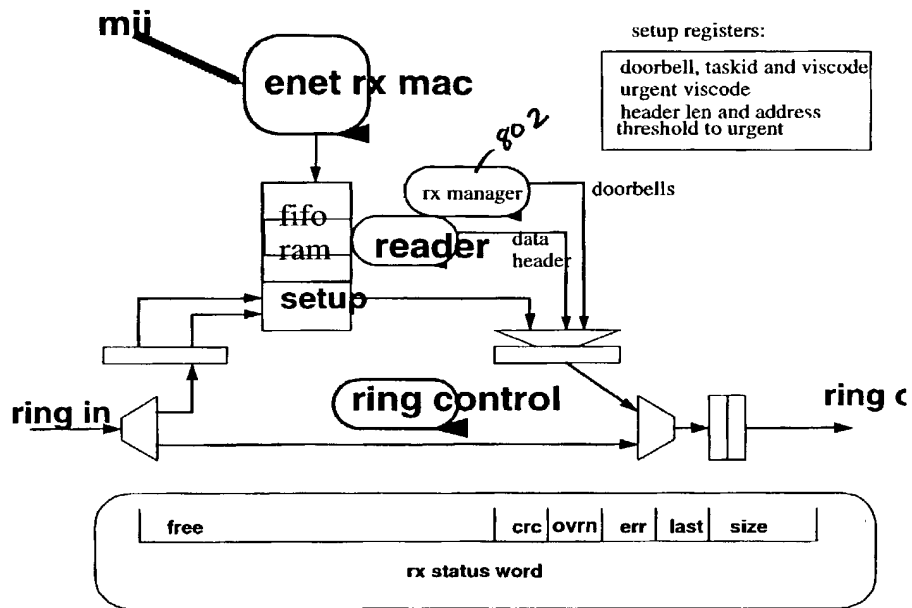 mii
setup registers:
doorbell, taskid and viscode
urgent viscode
header len and address
threshold to urgent
enet rx mac
802
rx manager
doorbells
fifo
ram
reader
data
header
setup
ring control
ring in
ring o
free
crc
ovrn
err
last
size
rx status word